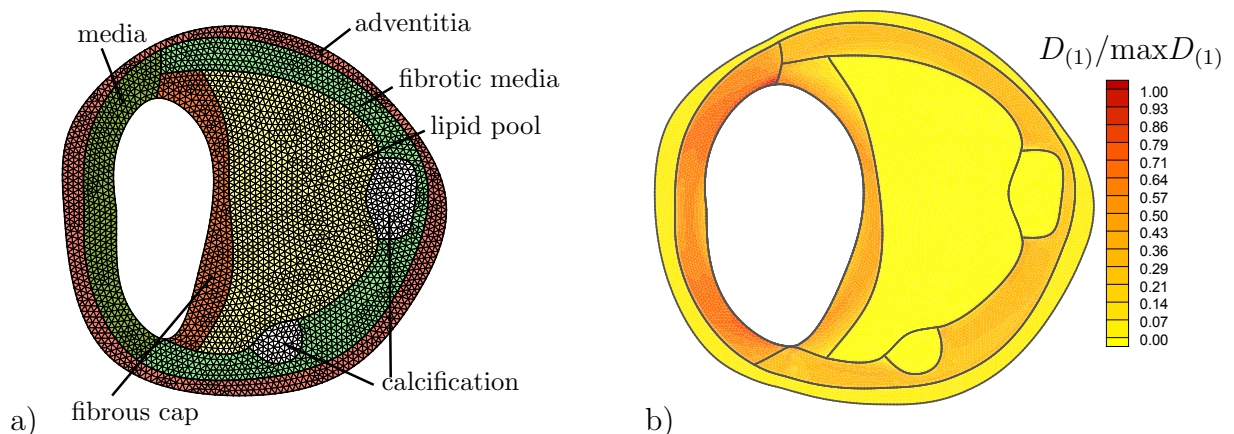 media
adventitia
fibrotic media
lipid pool
calcification
fibrous cap
a)
D(1)/maxD(1)
1.00
0.93
0.86
0.79
0.71
0.64
0.57
0.50
0.43
0.36
0.29
0.21
0.14
0.07
0.00
b)